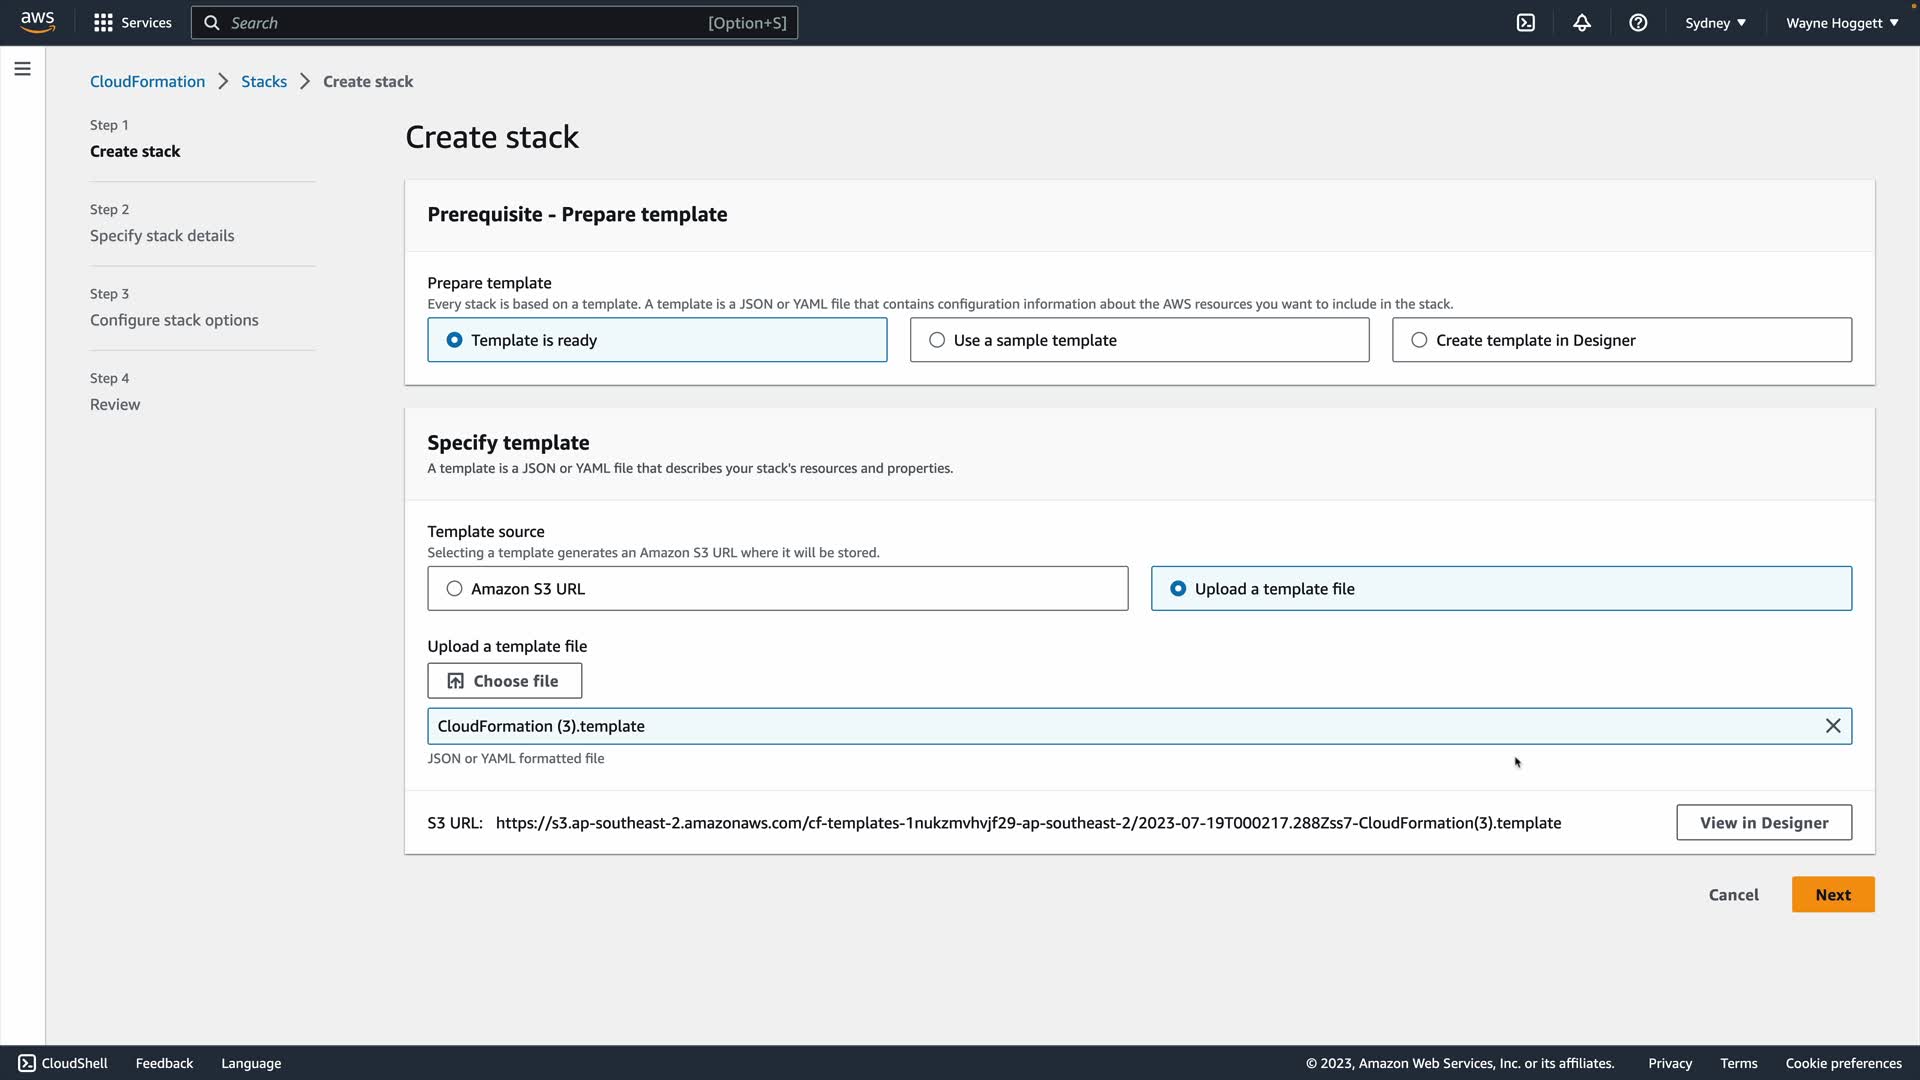 aws
Services
Search
[Option+S]
Sydney
Wayne Hoggett
CloudFormation
Stacks
Create stack
Step 1
Create stack
Step 2
Specify stack details
Step 3
Configure stack options
Step 4
Review
Create stack
Prerequisite - Prepare template
Prepare template
Every stack is based on a template. A template is a JSON or YAML file that contains configuration information about the AWS resources you want to include in the stack.
Template is ready
Use a sample template
Create template in Designer
Specify template
A template is a JSON or YAML file that describes your stack's resources and properties.
Template source
Selecting a template generates an Amazon S3 URL where it will be stored.
Amazon S3 URL
Upload a template file
Upload a template file
Choose file
CloudFormation (3).template
JSON or YAML formatted file
S3 URL: https://s3.ap-southeast-2.amazonaws.com/cf-templates-1nukzmvhvjf29-ap-southeast-2/2023-07-19T000217.288Zss7-CloudFormation(3).template
View in Designer
Cancel
Next
CloudShell
Feedback
Language
© 2023, Amazon Web Services, Inc. or its affiliates.
Privacy
Terms
Cookie preferences